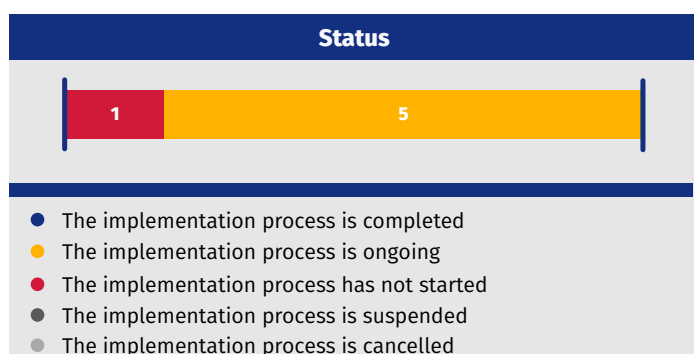 Status
1 5
The implementation process is completed
The implementation process is ongoing
The implementation process has not started
The implementation process is suspended
The implementation process is cancelled